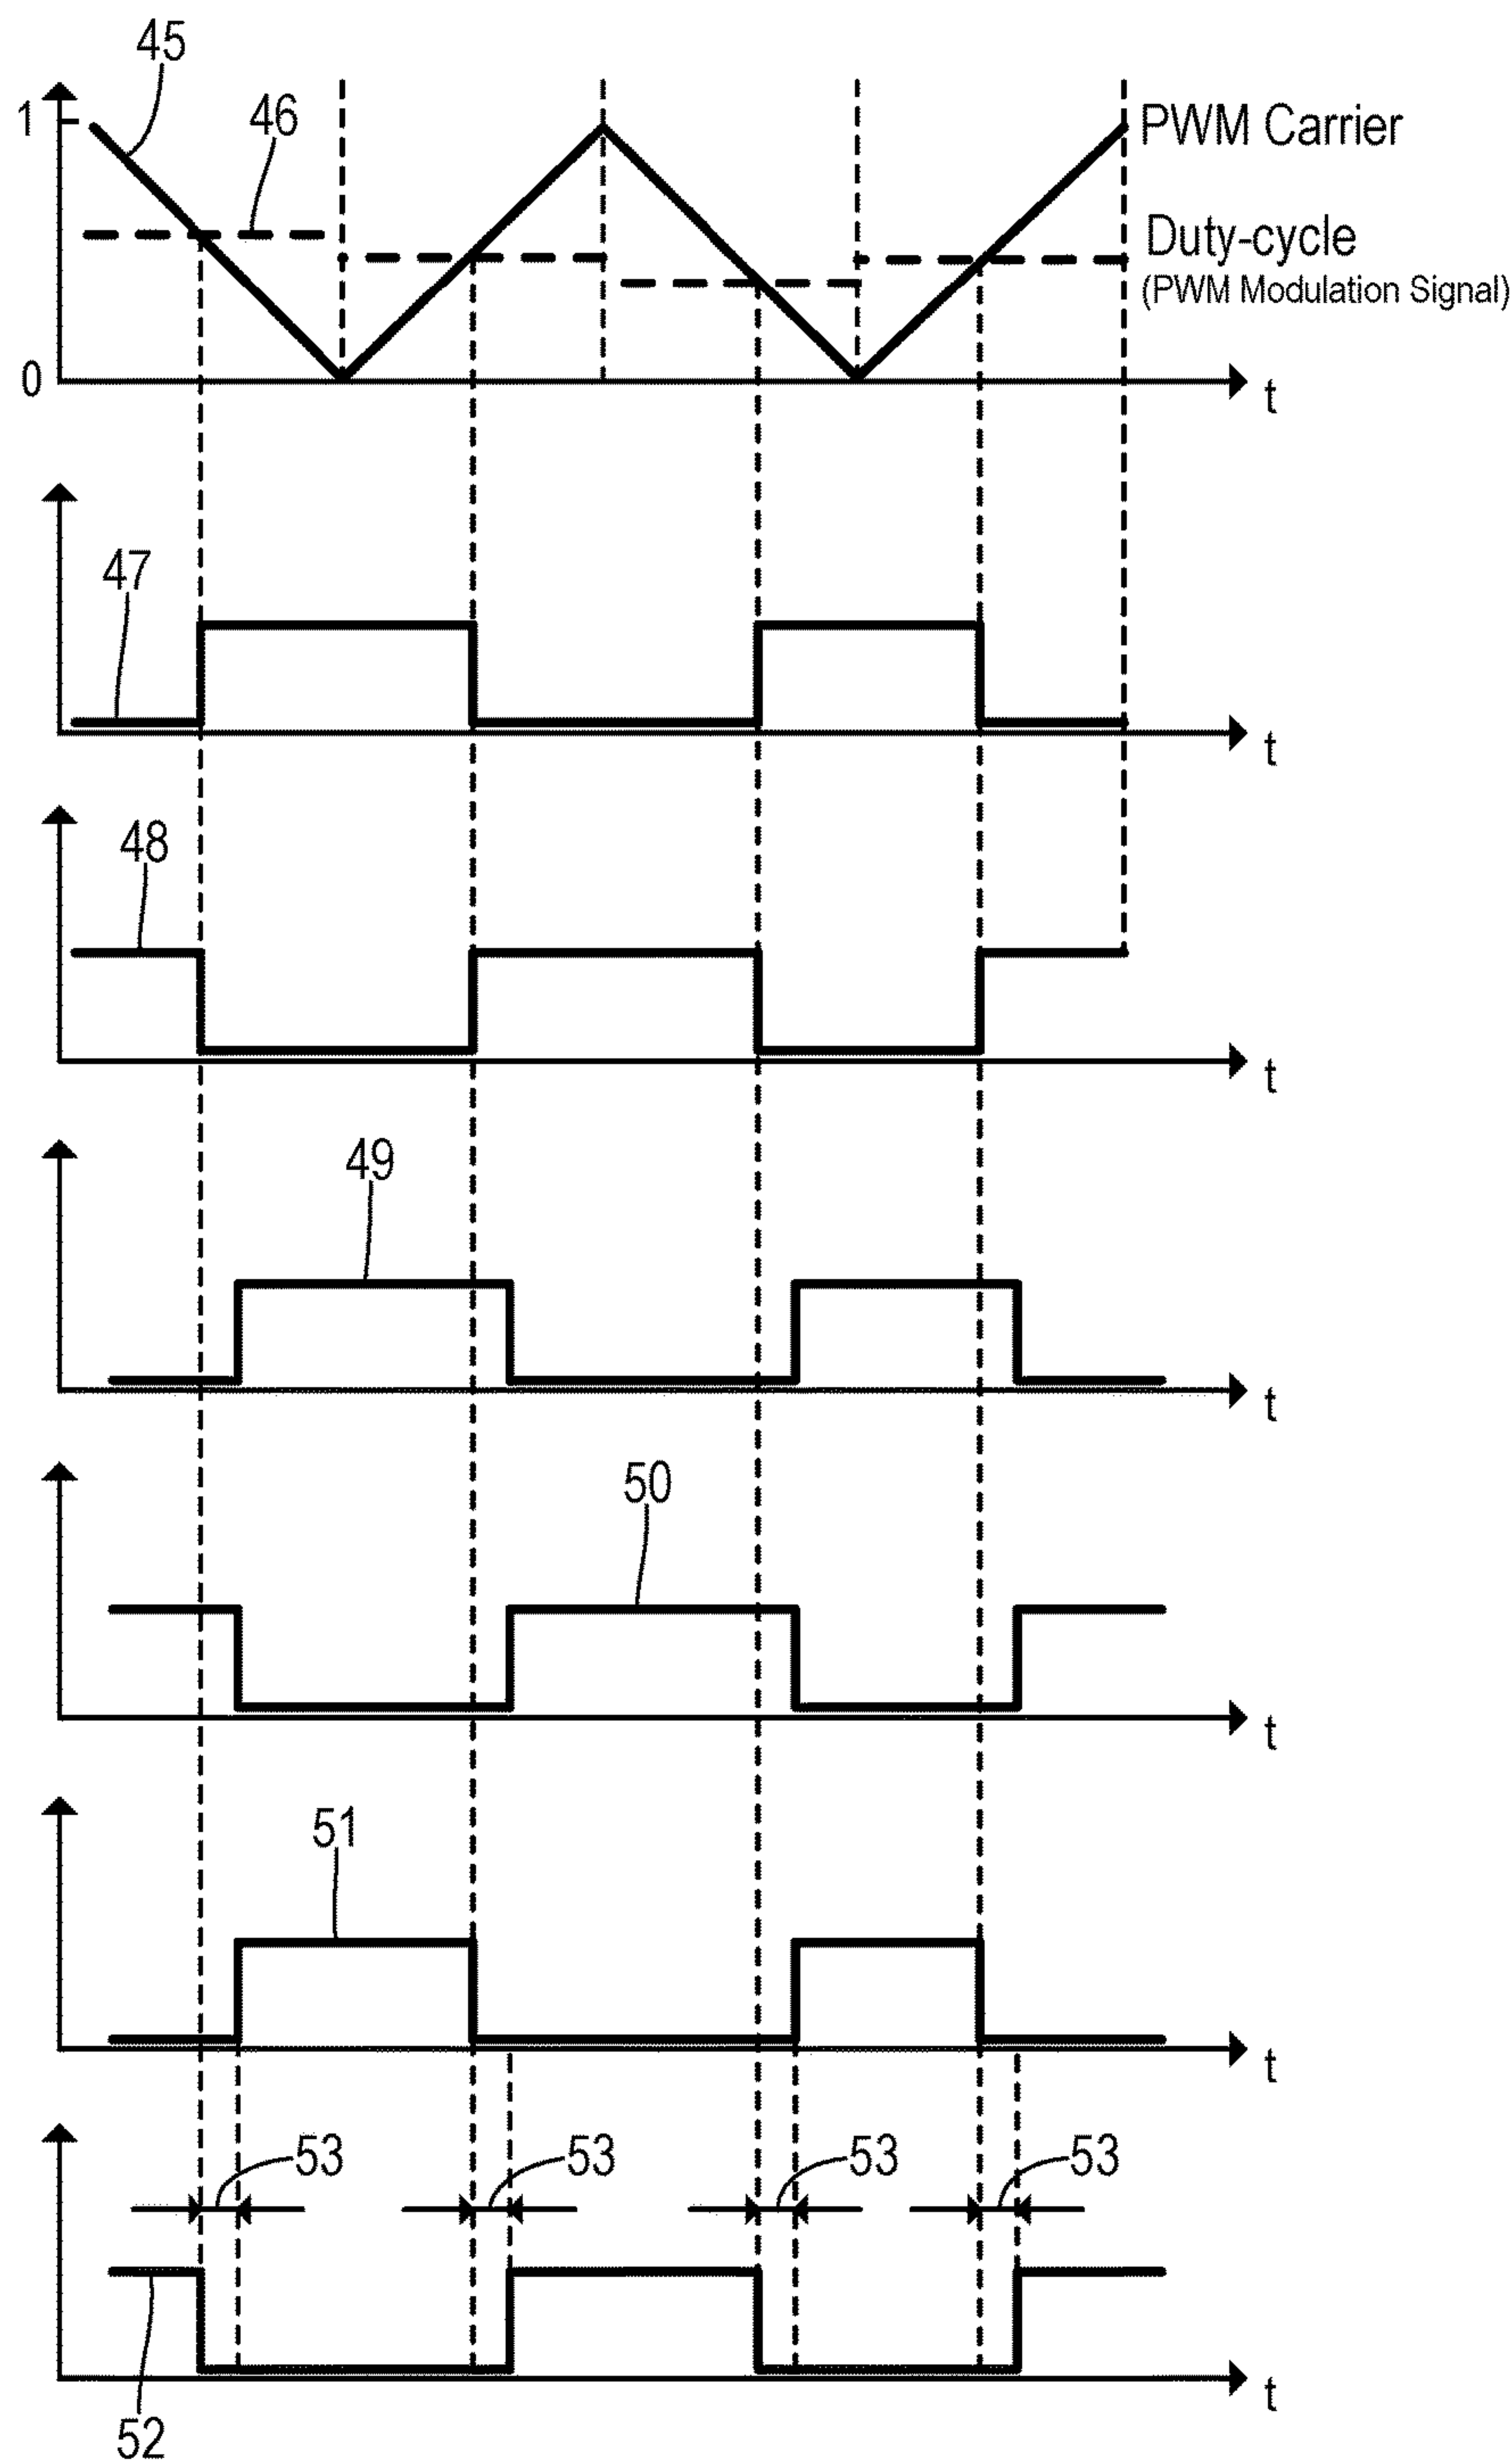 45
1
46
PWM Carrier
Duty-cycle
(PWM Modulation Signal)
0
t
47
t
48
t
49
t
50
t
51
t
53
53
53
53
t
52